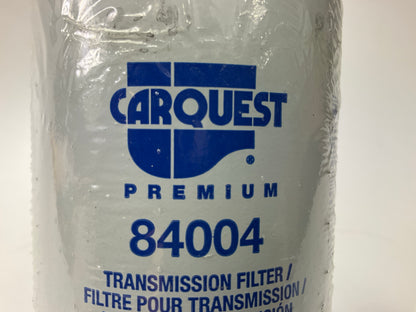 CARQUEST
®
PREMIUM
84004
TRANSMISSION FILTER /
FILTRE POUR TRANSMISSION /